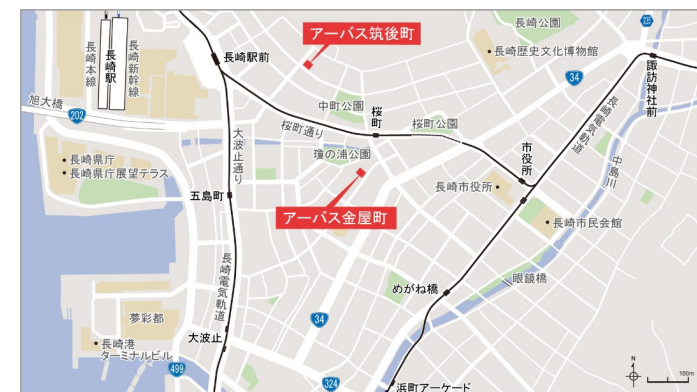 長崎公園
235
アーバス筑後町
長崎駅前
長崎歴史文化博物館
諏訪神社前
34
長崎本線
長崎駅
長崎新幹線
旭大橋
202
中町公園
桜町
桜町公園
桜町通り
長崎電気軌道
中島川
大波止通り
瓊の浦公園
市役所
長崎県庁
長崎県庁展望テラス
五島町
長崎市役所
アーバス金屋町
長崎市民会館
長崎電気軌道
めがね橋
眼鏡橋
夢彩都
34
大波止
長崎港
ターミナルビル
499
324
浜町アーケード
N
100m